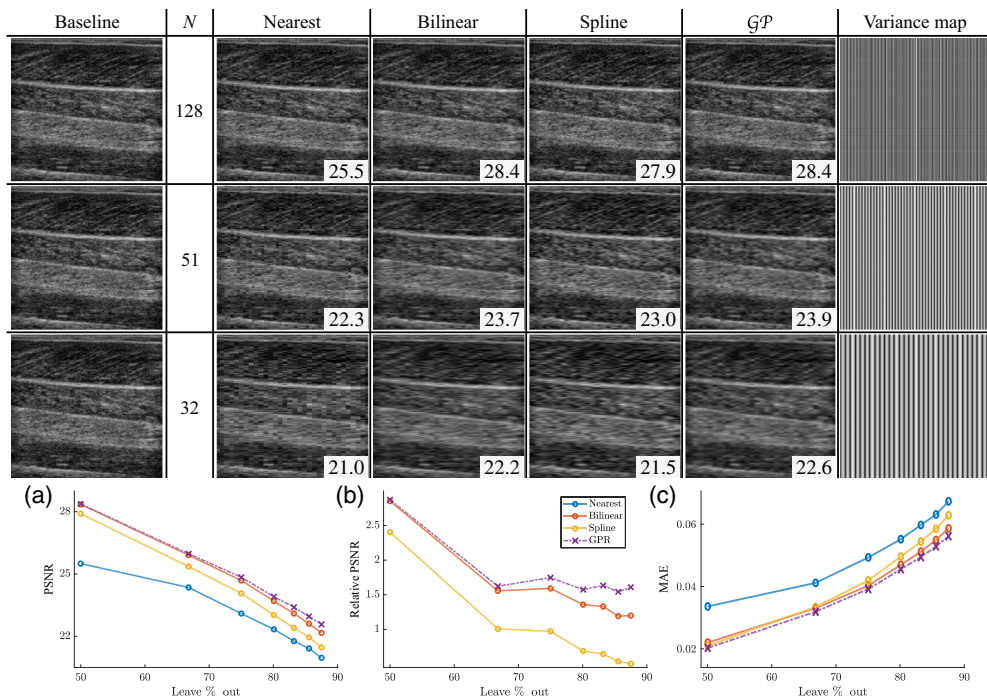 Baseline N Nearest Bilinear Spline GP Variance map
128 25.5 28.4 27.9 28.4
51 22.3 23.7 23.0 23.9
32 21.0 22.2 21.5 22.6
(a)
28
25
22
PSNR
50 60 70 80 90
Leave % out
(b)
2.5
2
1.5
1
Relative PSNR
Nearest
Bilinear
Spline
GPR
50 60 70 80 90
Leave % out
(c)
0.06
0.04
0.02
MAE
50 60 70 80 90
Leave % out